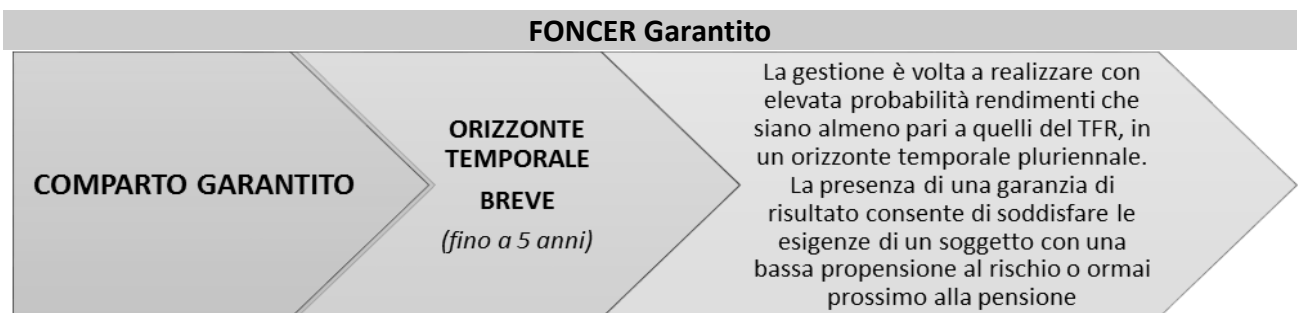 FONCER Garantito
COMPARTO GARANTITO
ORIZZONTE
TEMPORALE
BREVE
(fino a 5 anni)
La gestione è volta a realizzare con
elevata probabilità rendimenti che
siano almeno pari a quelli del TFR, in
un orizzonte temporale pluriennale.
La presenza di una garanzia di
risultato consente di soddisfare le
esigenze di un soggetto con una
bassa propensione al rischio o ormai
prossimo alla pensione